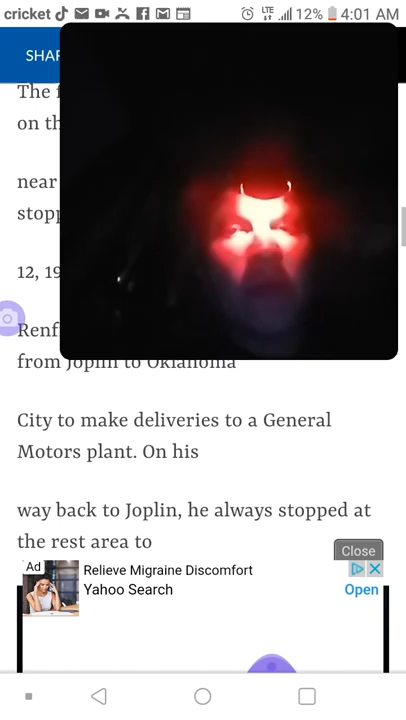 cricket
LTE
12%
4:01 AM
SHAR
The f
on th
near
stopp
12, 19
Renf
from Joplin to Oklahoma
City to make deliveries to a General
Motors plant. On his
way back to Joplin, he always stopped at
the rest area to
Close
Ad
Relieve Migraine Discomfort
Yahoo Search
Open